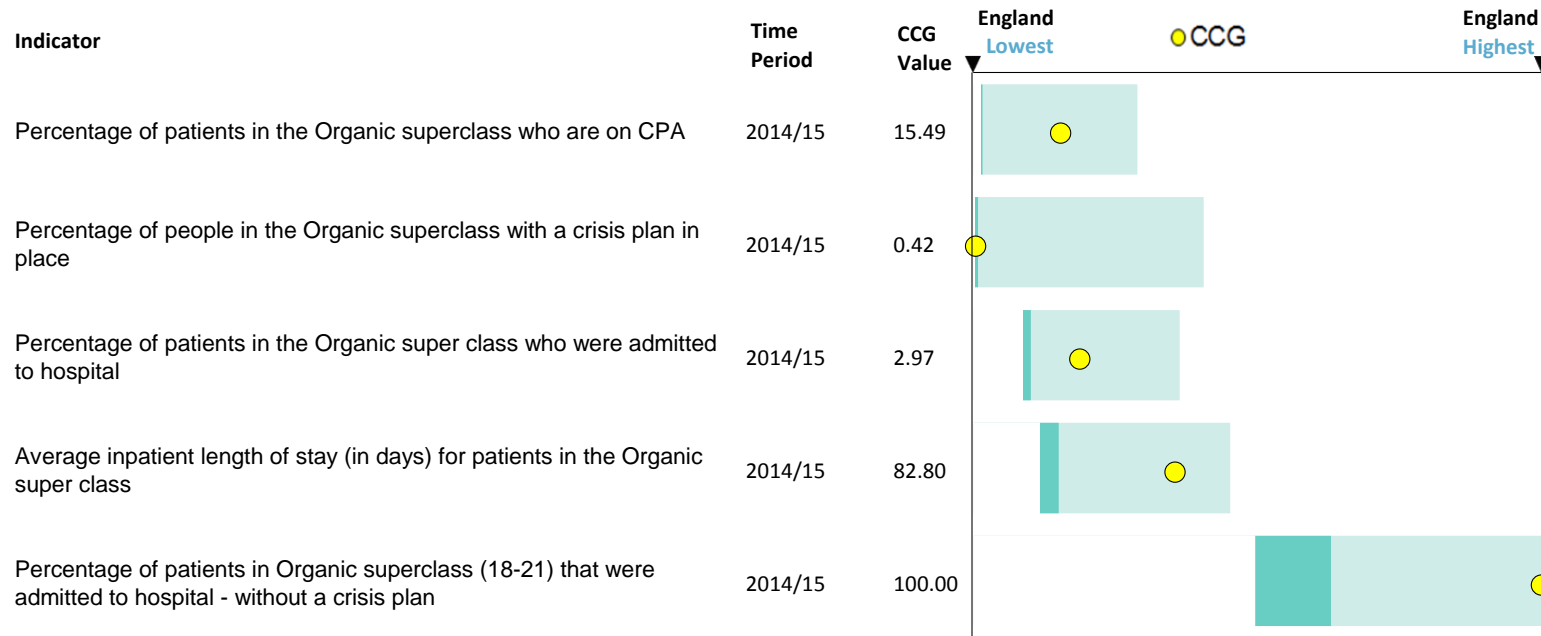 Indicator
Time
Period
CCG
Value
England
Lowest
CCG
England
Highest
Percentage of patients in the Organic superclass who are on CPA 2014/15 15.49
Percentage of people in the Organic superclass with a crisis plan in
place
2014/15 0.42
Percentage of patients in the Organic super class who were admitted
to hospital
2014/15 2.97
Average inpatient length of stay (in days) for patients in the Organic
super class
2014/15 82.80
Percentage of patients in Organic superclass (18-21) that were
admitted to hospital - without a crisis plan
2014/15 100.00